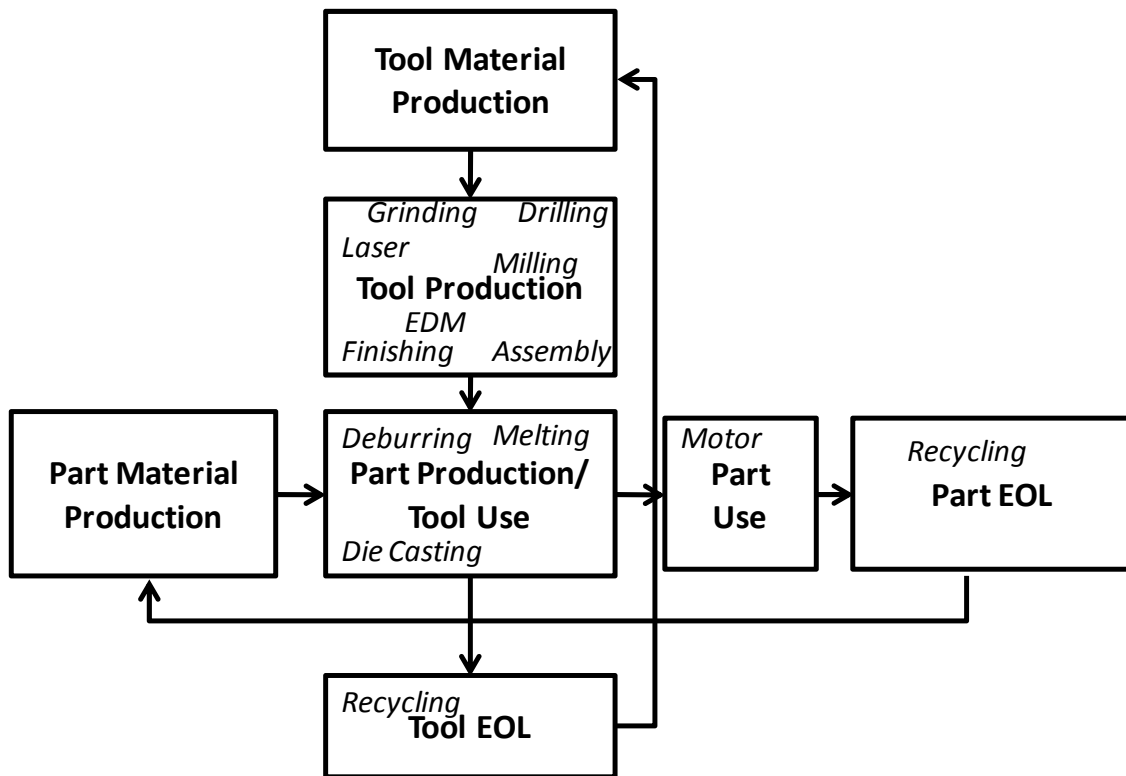 Tool Material
Production
Grinding Drilling
Laser
Milling
Tool Production
EDM
Finishing Assembly
Part Material
Production
Deburring Melting
Part Production/
Tool Use
Die Casting
Motor
Part
Use
Recycling
Part EOL
Recycling
Tool EOL